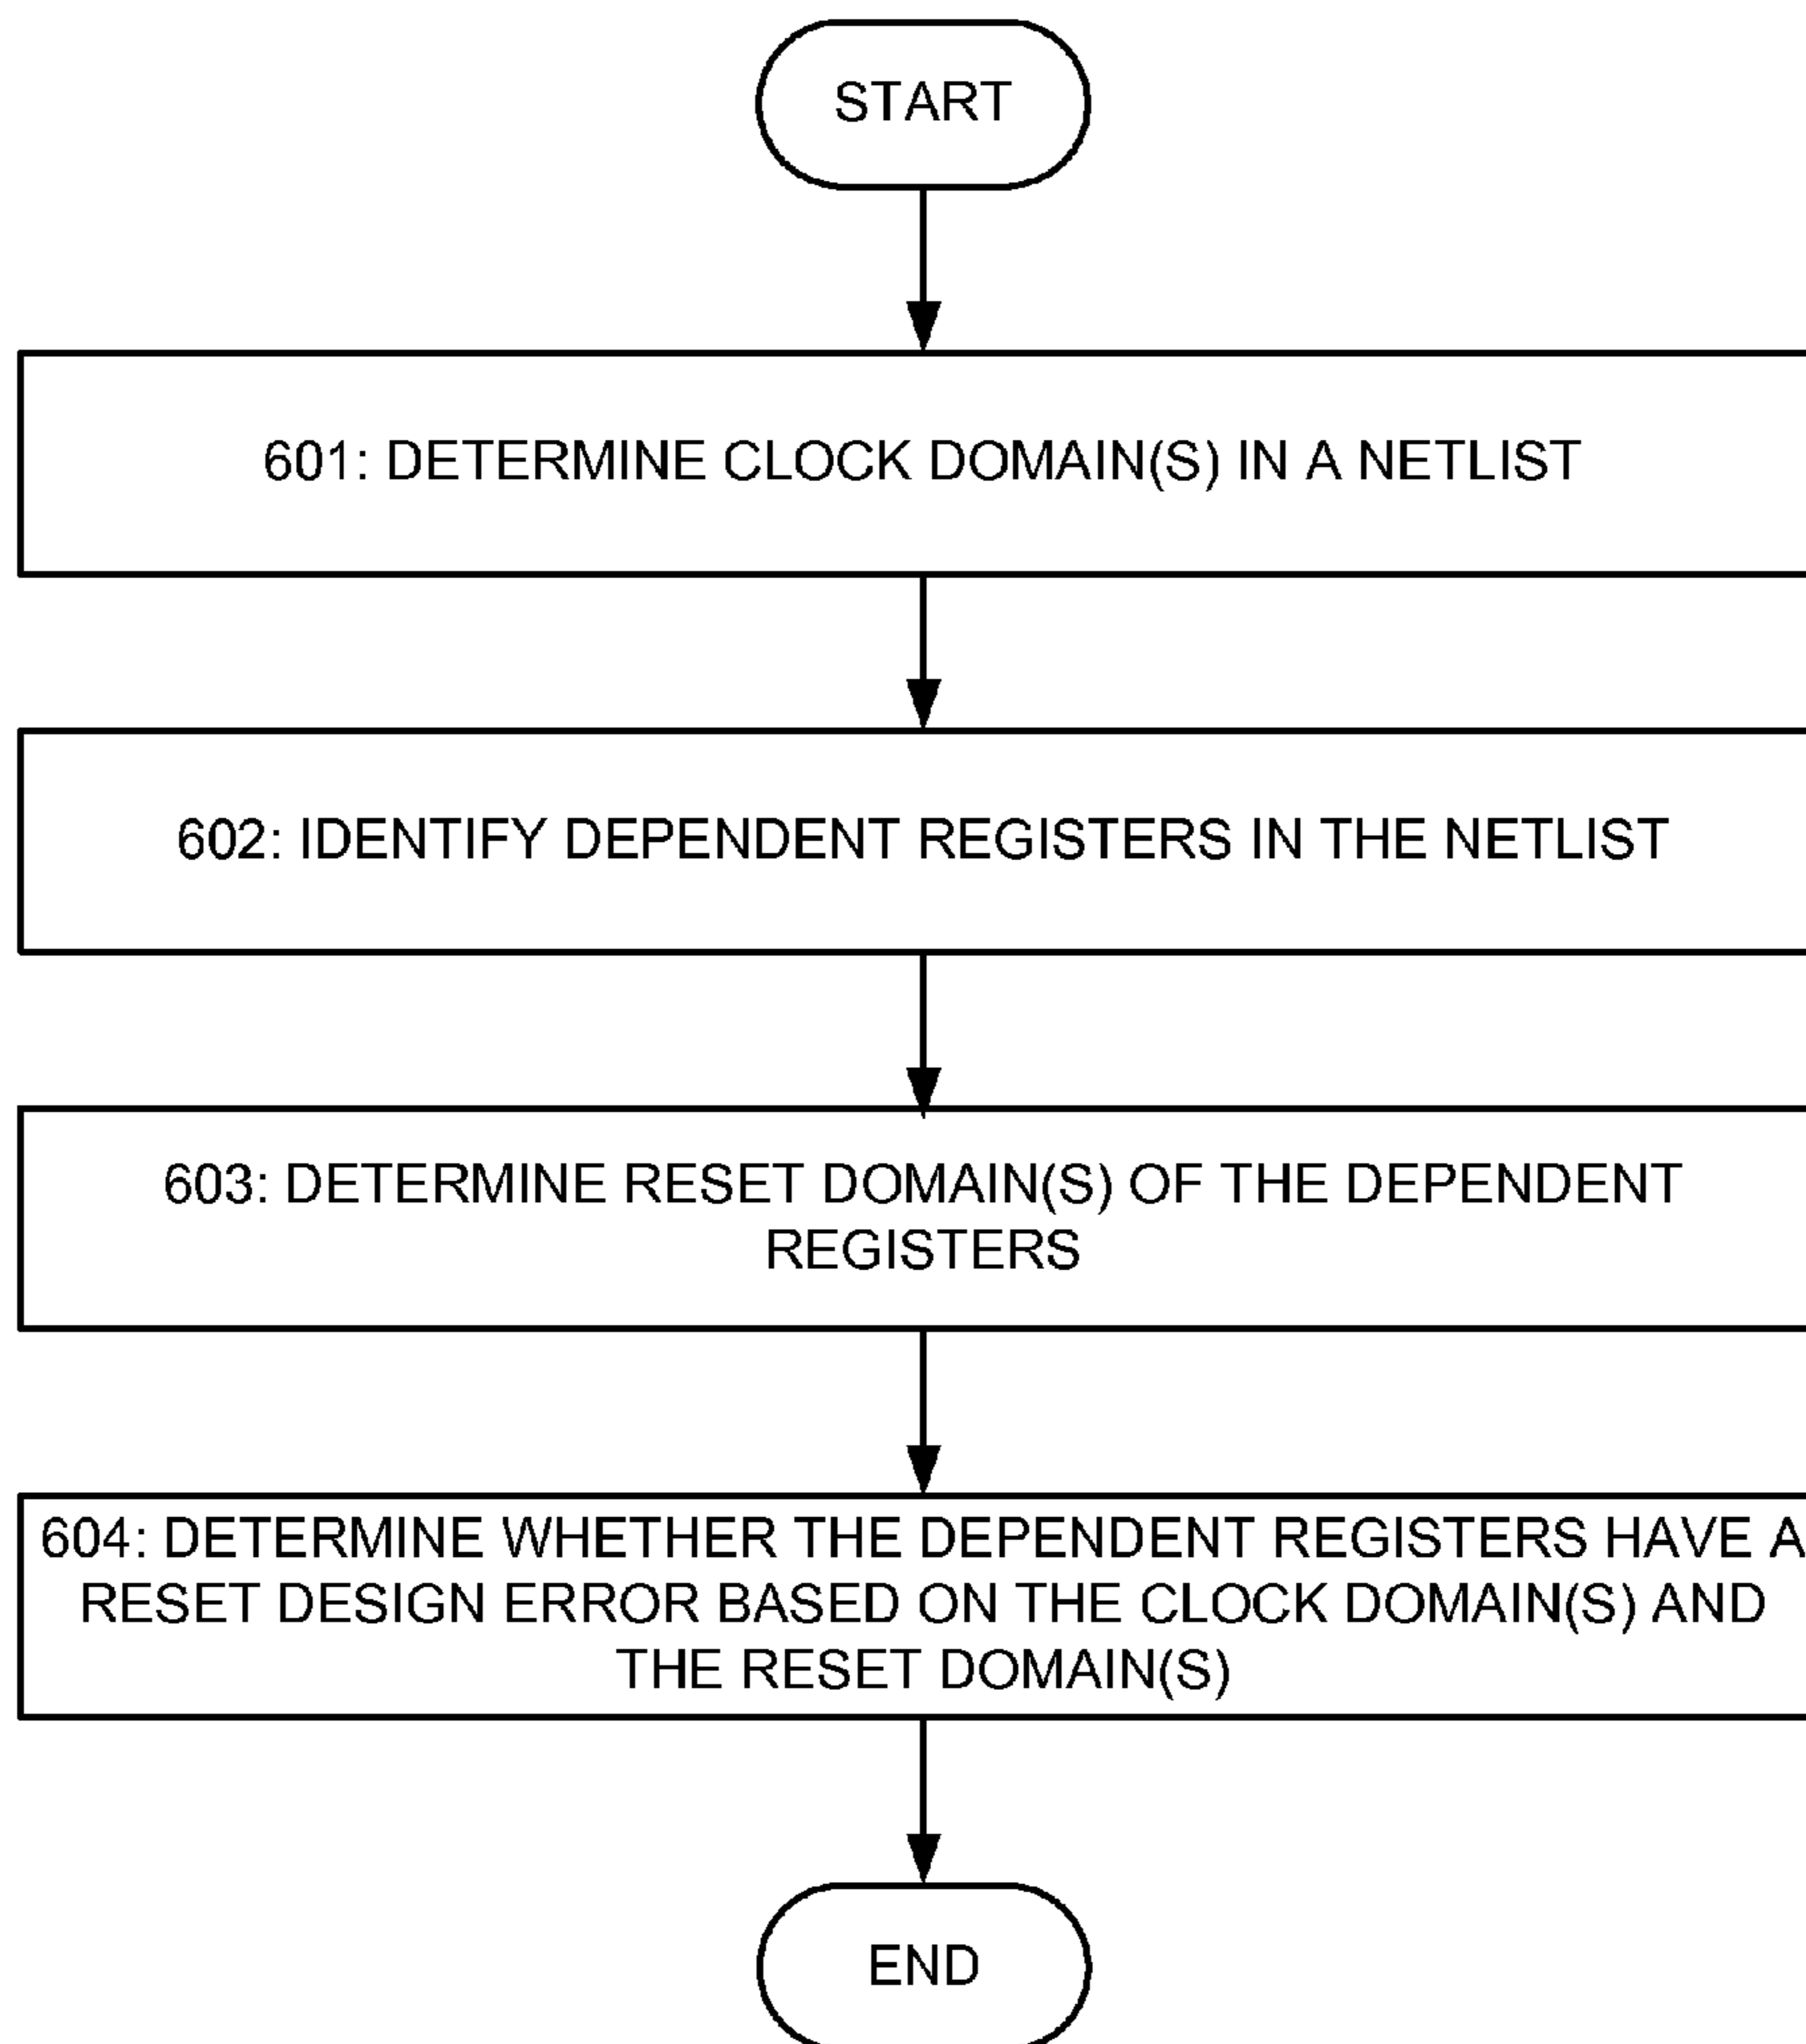 START
601: DETERMINE CLOCK DOMAIN(S) IN A NETLIST
602: IDENTIFY DEPENDENT REGISTERS IN THE NETLIST
603: DETERMINE RESET DOMAIN(S) OF THE DEPENDENT
REGISTERS
604: DETERMINE WHETHER THE DEPENDENT REGISTERS HAVE A
RESET DESIGN ERROR BASED ON THE CLOCK DOMAIN(S) AND
THE RESET DOMAIN(S)
END